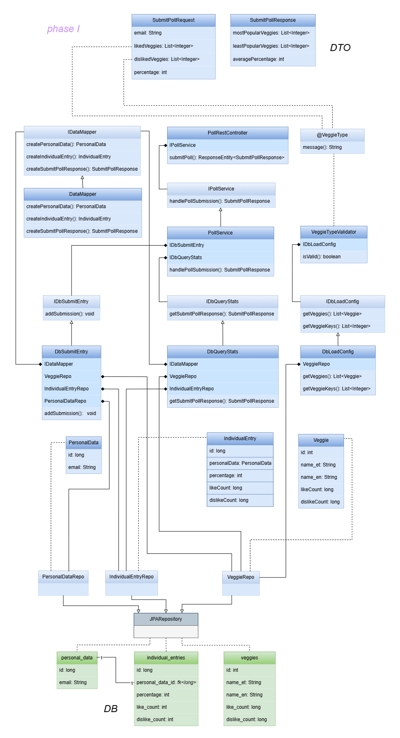 phase I
SubmitPollRequest
email: String
likedVeggies: List<Integer>
dislikedVeggies: List<Integer>
percentage: int
SubmitPollResponse
mostPopularVeggies: List<Integer>
leastPopularVeggies: List<Integer>
averagePercentage: int
DTO
IDataMapper
createPersonalData(): PersonalData
createIndividualEntry(): IndividualEntry
createSubmitPollResponse(): SubmitPollResponse
PollRestController
IPollService
submitPoll(): ResponseEntity<SubmitPollResponse>
@VeggieType
message(): String
DataMapper
createPersonalData(): PersonalData
createIndividualEntry(): IndividualEntry
createSubmitPollResponse(): SubmitPollResponse
IPollService
handlePollSubmission(): SubmitPollResponse
PollService
IDbSubmitEntry
IDbQueryStats
handlePollSubmission(): SubmitPollResponse
VeggieTypeValidator
IDbLoadConfig
isValid(): boolean
IDbSubmitEntry
addSubmission(): void
IDbQueryStats
getSubmitPollResponse(): SubmitPollResponse
IDbLoadConfig
getVeggies(): List<Veggie>
getVeggieKeys(): List<Integer>
DbSubmitEntry
IDataMapper
VeggieRepo
IndividualEntryRepo
PersonalDataRepo
addSubmission(): void
DbQueryStats
IDataMapper
VeggieRepo
IndividualEntryRepo
getSubmitPollResponse(): SubmitPollResponse
DbLoadConfig
VeggieRepo
getVeggies(): List<Veggie>
getVeggieKeys(): List<Integer>
PersonalData
id: long
email: String
IndividualEntry
id: long
personalData: PersonalData
percentage: int
likeCount: long
dislikeCount: long
Veggie
id: int
name_et: String
name_en: String
likeCount: long
dislikeCount: long
PersonalDataRepo
IndividualEntryRepo
VeggieRepo
JPARepository
personal_data
id: long
email: String
individual_entries
id: long
personal_data_id: fk<long>
percentage: int
like_count: int
dislike_count: int
veggies
id: int
name_et: String
name_en: String
like_count: long
dislike_count: long
DB